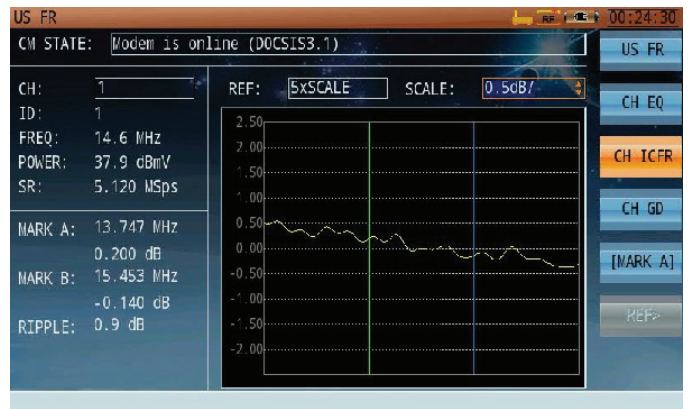 US FR
RF
00:24:30
CM STATE: Modem is online (DOCSIS3.1)
CH: 1
ID: 1
FREQ: 14.6 MHz
POWER: 37.9 dBmV
SR: 5.120 MSps
MARK A: 13.747 MHz
0.200 dB
MARK B: 15.453 MHz
-0.140 dB
RIPPLE: 0.9 dB
REF: 5xSCALE SCALE: 0.5dB/
2.50
2.00
1.50
1.00
0.50
0.00
-0.50
-1.00
-1.50
-2.00
US FR
CH EQ
CH ICFR
CH GD
[MARK A]
REF>